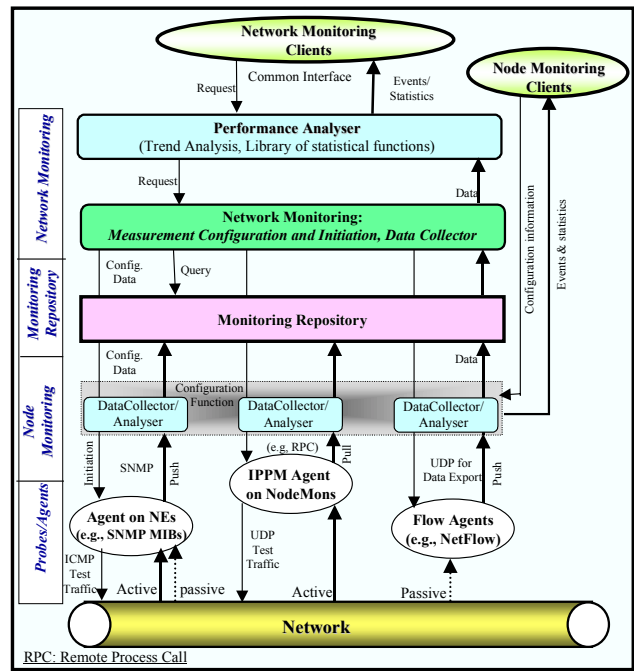 Network Monitoring
Clients
Node Monitoring
Clients
Common Interface
Request
Events/
Statistics
Performance Analyser
(Trend Analysis, Library of statistical functions)
Request
Data
Network Monitoring:
Measurement Configuration and Initiation, Data Collector
Network Monitoring
Config.
Data
Query
Configuration information
Events & statistics
Monitoring
Repository
Monitoring Repository
Config.
Data
Data
Configuration
Function
Node
Monitoring
DataCollector/
Analyser
DataCollector/
Analyser
DataCollector/
Analyser
Initiation
SNMP
Push
(e.g, RPC)
Pull
UDP for
Data Export
Push
IPPM Agent
on NodeMons
Probes/Agents
Agent on NEs
(e.g., SNMP MIBs)
Flow Agents
(e.g., NetFlow)
ICMP
Test
Traffic
UDP
Test
Traffic
Active
passive
Active
Passive
Network
RPC: Remote Process Call